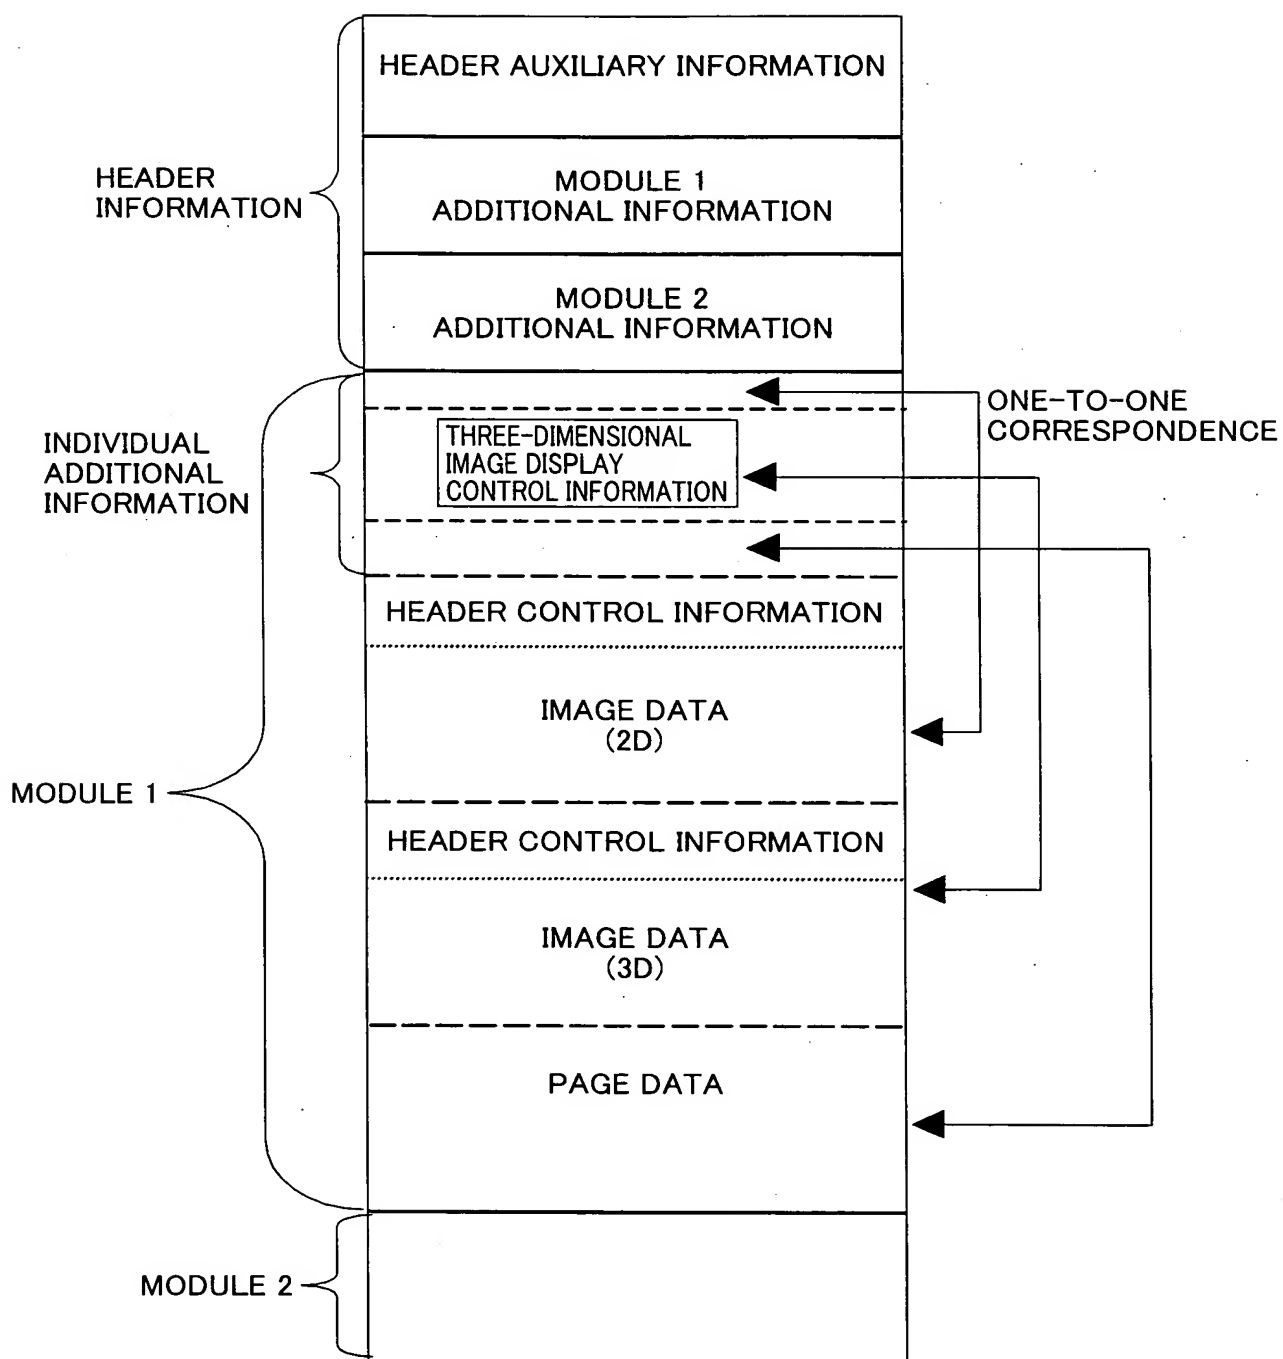 HEADER AUXILIARY INFORMATION
HEADER
INFORMATION
MODULE 1
ADDITIONAL INFORMATION
MODULE 2
ADDITIONAL INFORMATION
ONE-TO-ONE
CORRESPONDENCE
INDIVIDUAL
ADDITIONAL
INFORMATION
THREE-DIMENSIONAL
IMAGE DISPLAY
CONTROL INFORMATION
HEADER CONTROL INFORMATION
IMAGE DATA
(2D)
MODULE 1
HEADER CONTROL INFORMATION
IMAGE DATA
(3D)
PAGE DATA
MODULE 2